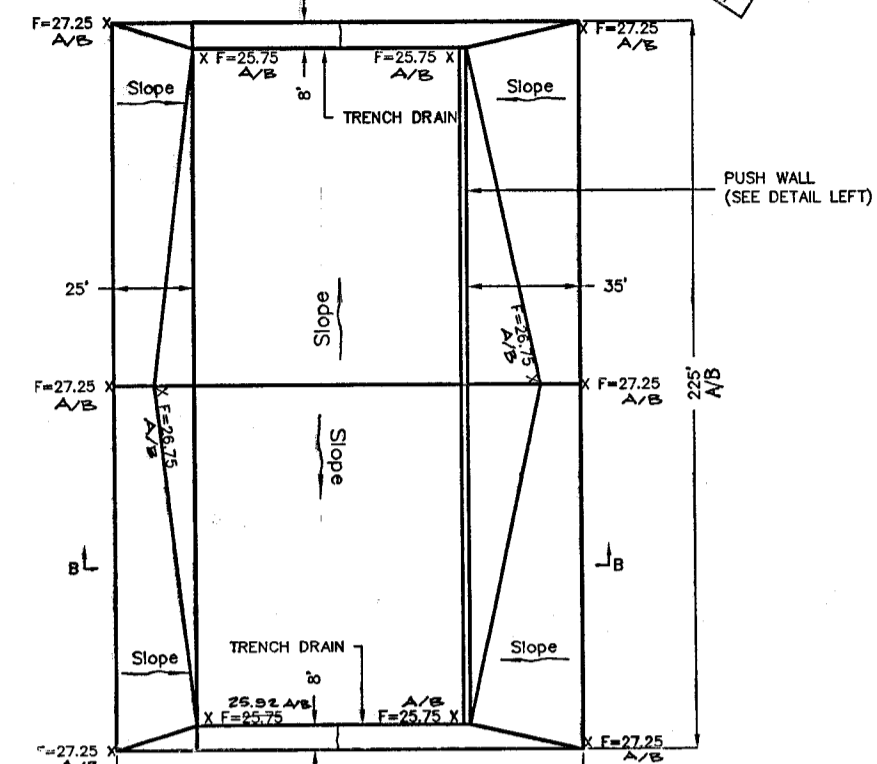 F=27.25
A/B
F=27.25
A/B
F=25.75
A/B
F=25.75
A/B
Slope
Slope
8'
TRENCH DRAIN
PUSH WALL
(SEE DETAIL LEFT)
25'
35'
Slope
F=26.75
A/B
F=27.25
A/B
F=27.25
A/B
225'
A/B
F=26.75
A/B
Slope
B
B
TRENCH DRAIN
Slope
Slope
8'
25.92 A/B
F=25.75
A/B
F=25.75
F=27.25
A/B
F=27.25
A/B